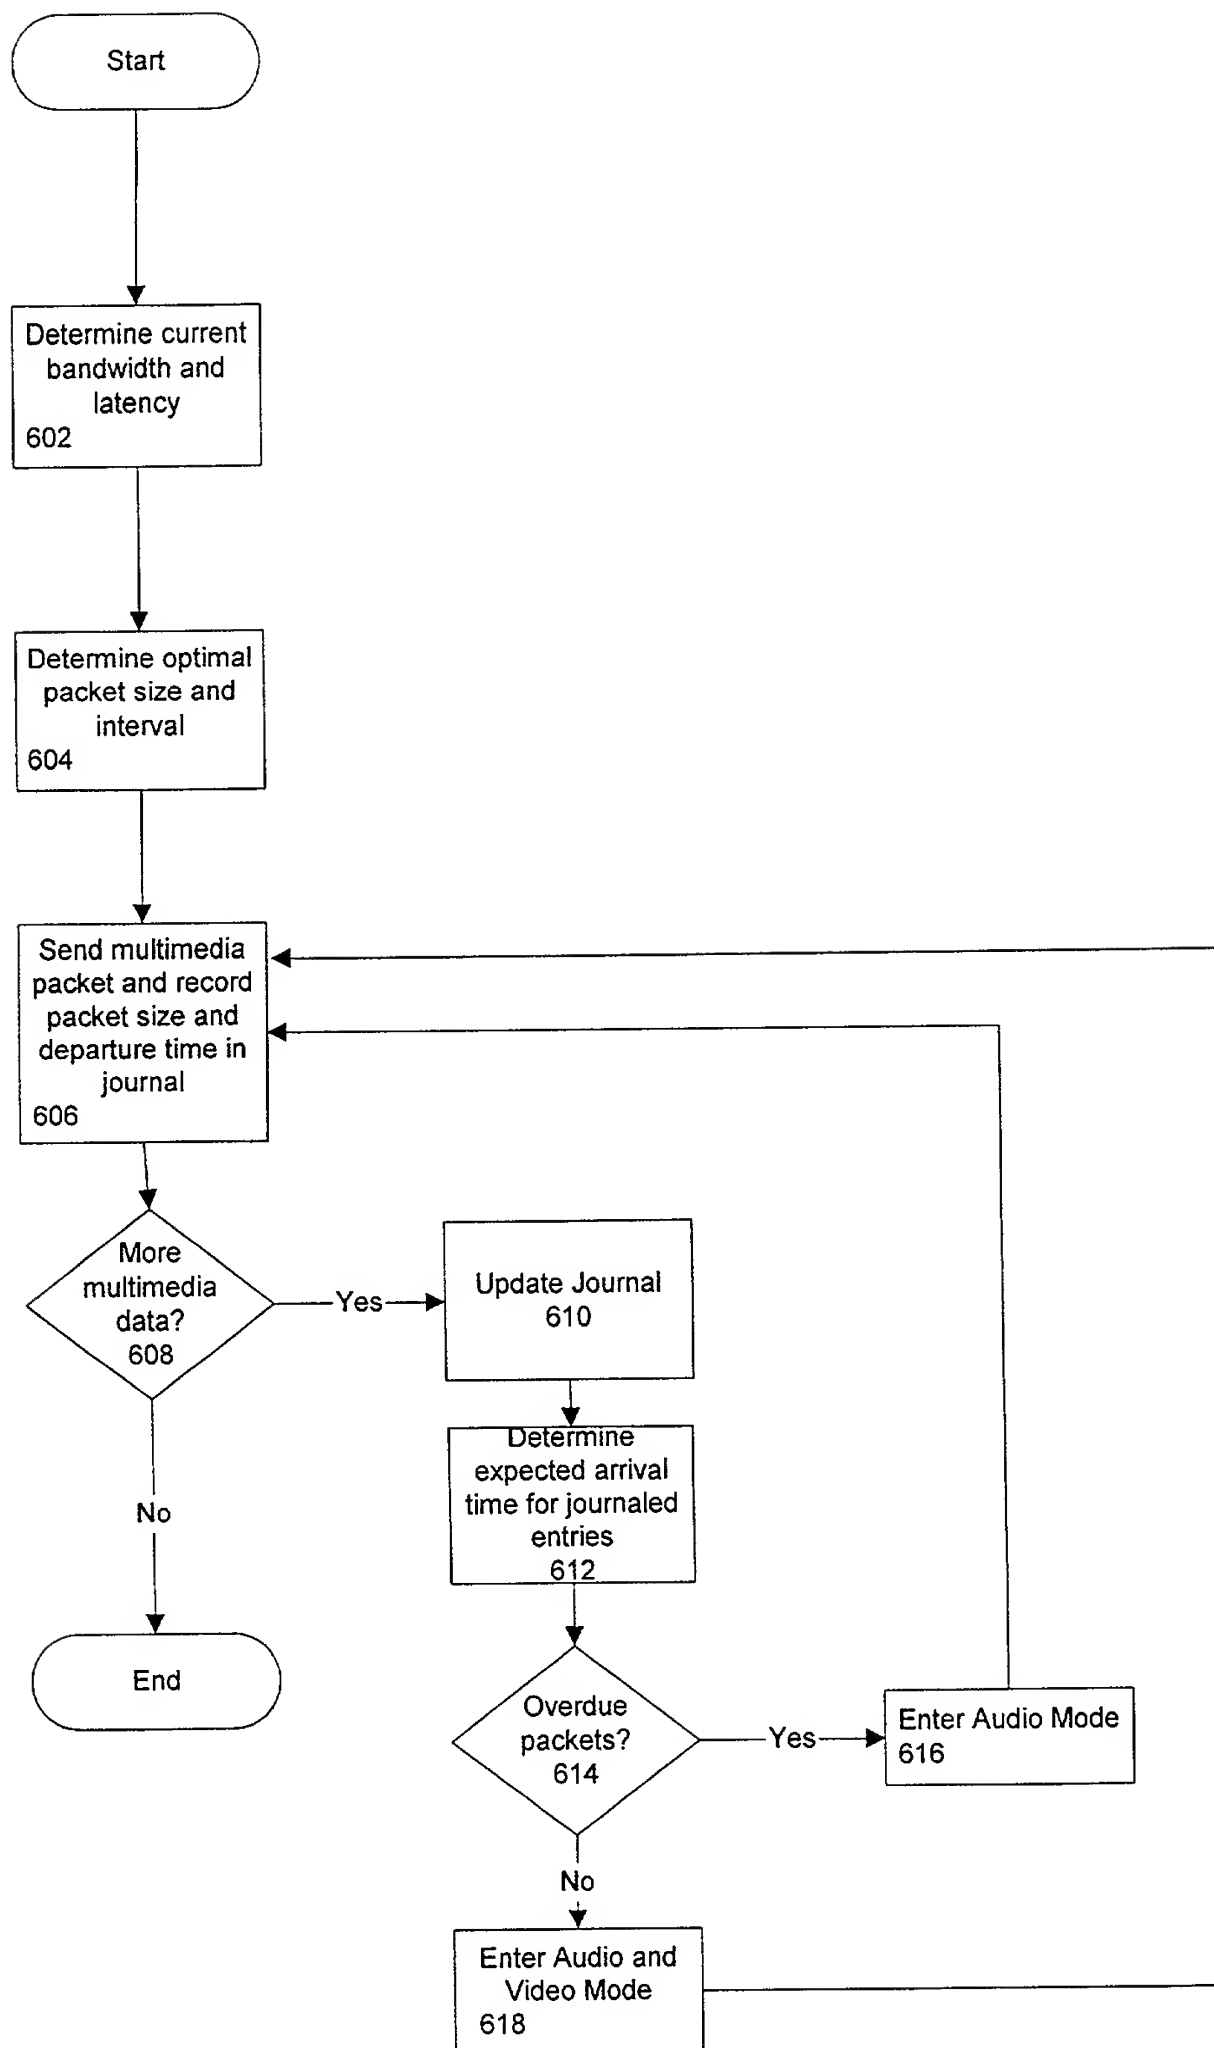 Start
Determine current
bandwidth and
latency
602
Determine optimal
packet size and
interval
604
Send multimedia
packet and record
packet size and
departure time in
journal
606
More
multimedia
data?
608
Yes
Update Journal
610
Determine
expected arrival
time for journaled
entries
612
No
End
Overdue
packets?
614
Yes
Enter Audio Mode
616
No
Enter Audio and
Video Mode
618